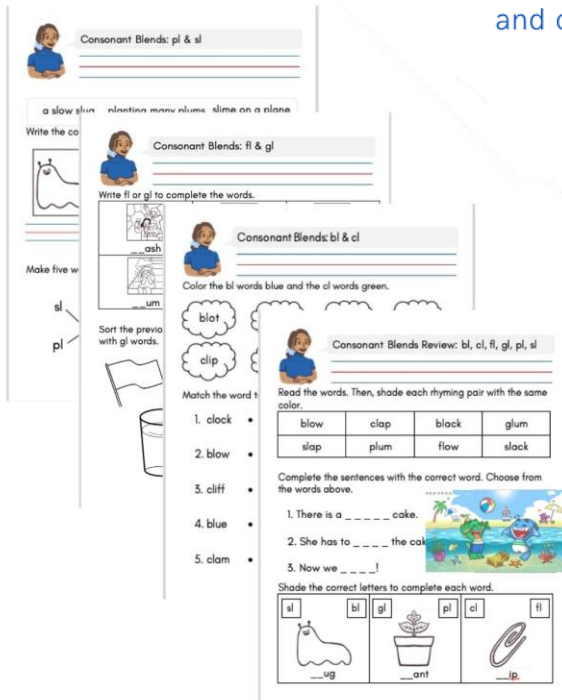 and
Consonant Blends: pl & sl
a slow slug planting many plums slime on a plane
Write the
Make five
sl
pl
Consonant Blends: fl & gl
Write fl or gl to complete the words.
__ash
__um
Sort the
with gl words.
Consonant Blends: bl & cl
Color the bl words blue and the cl words green.
blot
clip
Match the word
1. clock •
2. blow •
3. cliff •
4. blue •
5. clam •
Consonant Blends Review: bl, cl, fl, gl, pl, sl
Read the words. Then, shade each rhyming pair with the same
color.
blow clap black glum
slap plum flow slack
Complete the sentences with the correct word. Choose from
the words above.
1. There is a _ _ _ _ _ cake.
2. She has to _ _ _ _ the
3. Now we _ _ _ _!
Shade the correct letters to complete each word.
sl bl gl pl cl fl
__ug __ant __ip